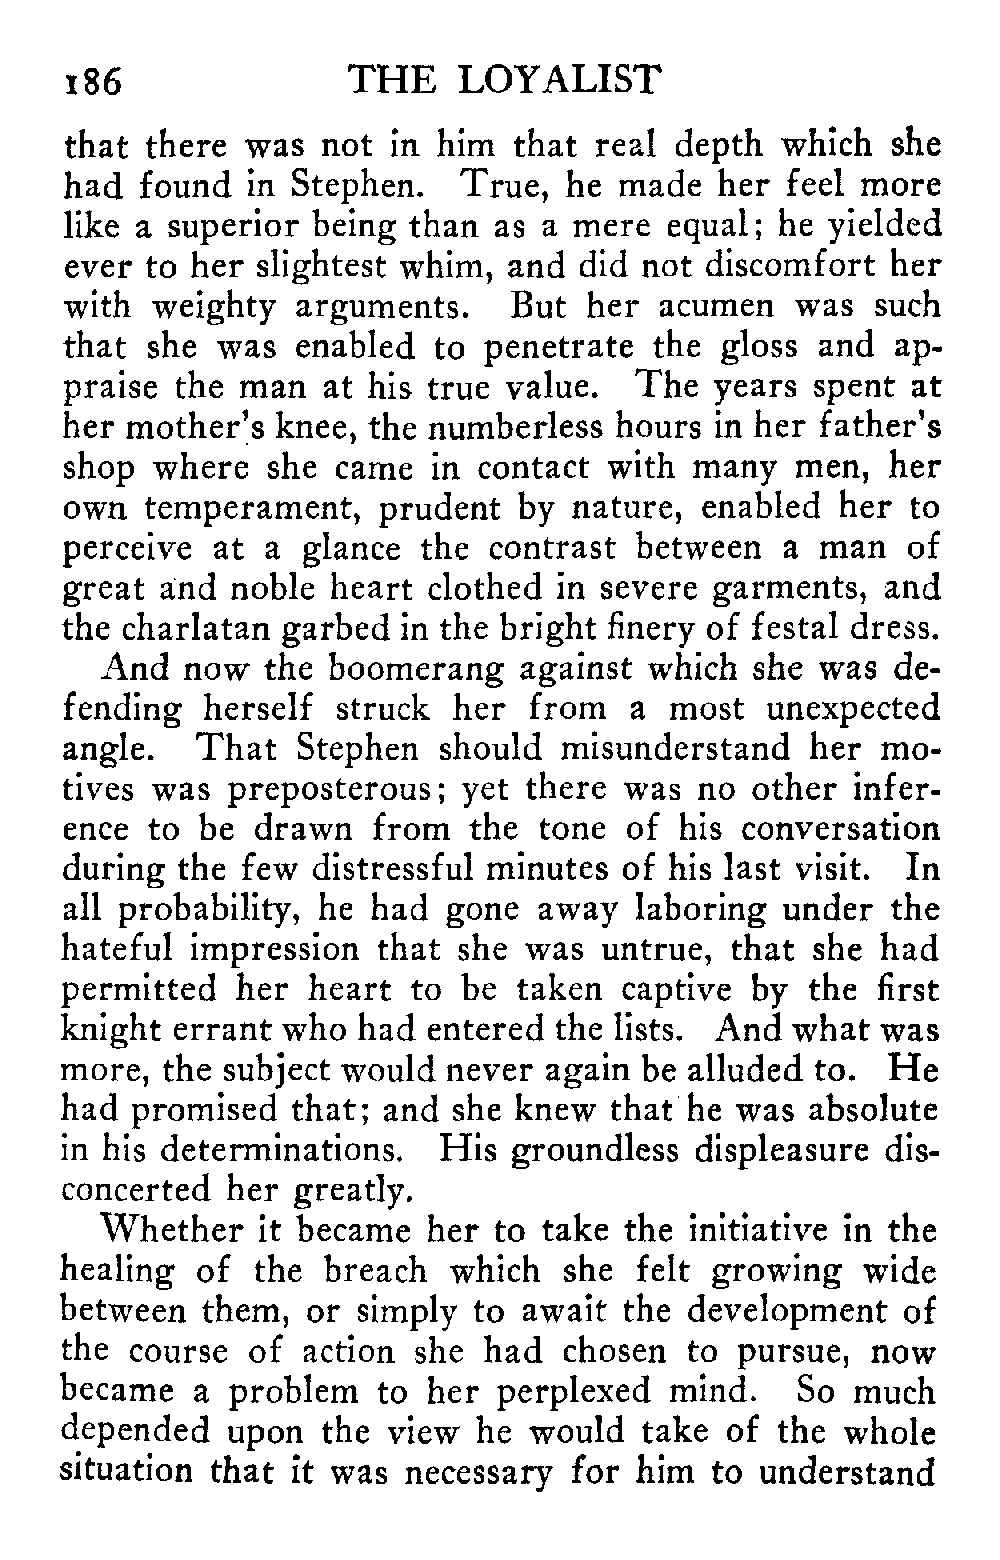 186 THE LOYALIST
that there was not in him that real depth which she
had found in Stephen. True, he made her feel more
like a superior being than as a mere equal; he yielded
ever to her slightest whim, and did not discomfort her
with weighty arguments. But her acumen was such
that she was enabled to penetrate the gloss and ap-
praise the man at his true value. The years spent at
her mother's knee, the numberless hours in her father's
shop where she came in contact with many men, her
own temperament, prudent by nature, enabled her to
perceive at a glance the contrast between a man of
great and noble heart clothed in severe garments, and
the charlatan garbed in the bright finery of festal dress.
And now the boomerang against which she was de-
fending herself struck her from a most unexpected
angle. That Stephen should misunderstand her mo-
tives was preposterous; yet there was no other infer-
ence to be drawn from the tone of his conversation
during the few distressful minutes of his last visit. In
all probability, he had gone away laboring under the
hateful impression that she was untrue, that she had
permitted her heart to be taken captive by the first
knight errant who had entered the lists. And what was
more, the subject would never again be alluded to. He
had promised that; and she knew that he was absolute
in his determinations. His groundless displeasure dis-
concerted her greatly.
Whether it became her to take the initiative in the
healing of the breach which she felt growing wide
between them, or simply to await the development of
the course of action she had chosen to pursue, now
became a problem to her perplexed mind. So much
depended upon the view he would take of the whole
situation that it was necessary for him to understand